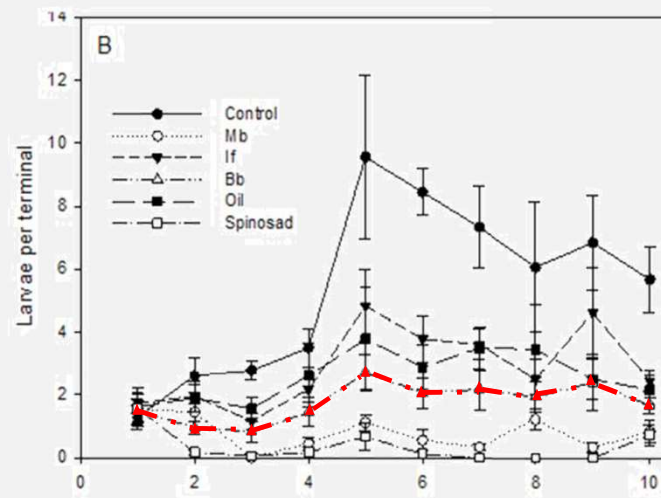 14
B
12
10
8
6
4
2
0
Larvae per terminal
Control
Mb
If
Bb
Oil
Spinosad
0 2 4 6 8 10